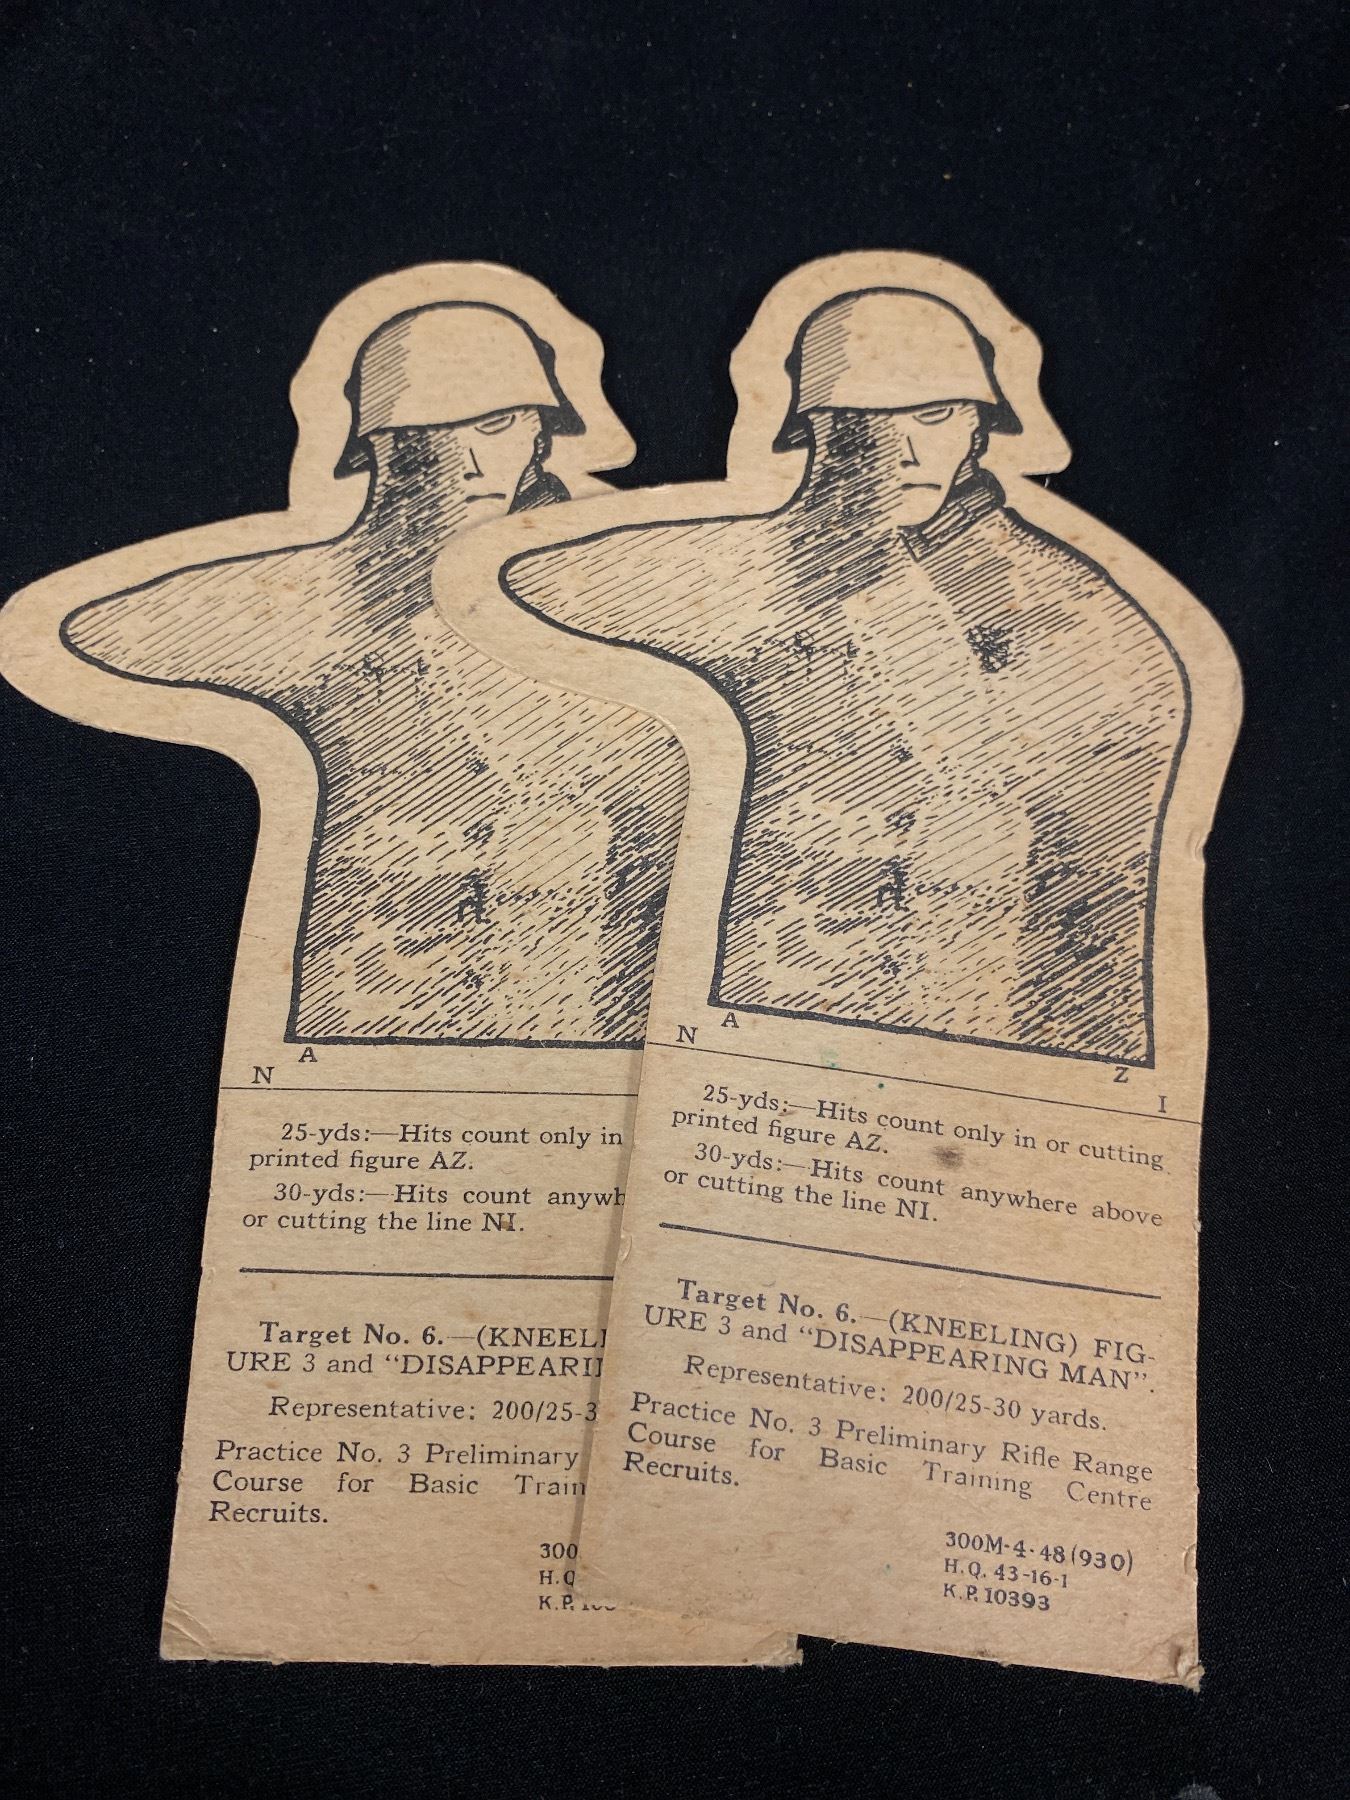 A
N
25-yds:—Hits count only in
printed figure AZ.
30-yds:—Hits count anywh
or cutting the line NI.
Target No. 6.—(KNEELI
URE 3 and “DISAPPEARI
Representative: 200/25-3
Practice No. 3 Preliminary
Course for Basic Train
Recruits.
300
H.Q
K.P.
A
N
Z
I
25-yds:—Hits count only in or cutting
printed figure AZ.
30-yds:—Hits count anywhere above
or cutting the line NI.
Target No. 6.—(KNEELING) FIG-
URE 3 and “DISAPPEARING MAN”.
Representative: 200/25-30 yards.
Practice No. 3 Preliminary Rifle Range
Course for Basic Training Centre
Recruits.
300M-4-48(930)
H.Q. 43-16-1
K.P. 10393